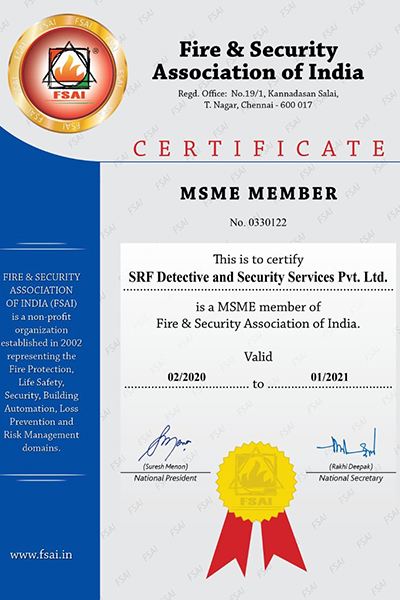 FSAI
®
Fire & Security
Association of India
Regd. Office: No.19/1, Kannadasan Salai,
T. Nagar, Chennai - 600 017
CERTIFICATE
MSME MEMBER
No. 0330122
This is to certify
SRF Detective and Security Services Pvt. Ltd.
is a MSME member of
Fire & Security Association of India.
Valid
02/2020 to 01/2021
FIRE & SECURITY
ASSOCIATION
OF INDIA (FSAI)
is a non-profit
organization
established in 2002
representing the
Fire Protection,
Life Safety,
Security, Building
Automation, Loss
Prevention and
Risk Management
domains.
www.fsai.in
(Suresh Menon)
National President
FSAI
(Rakhi Deepak)
National Secretary